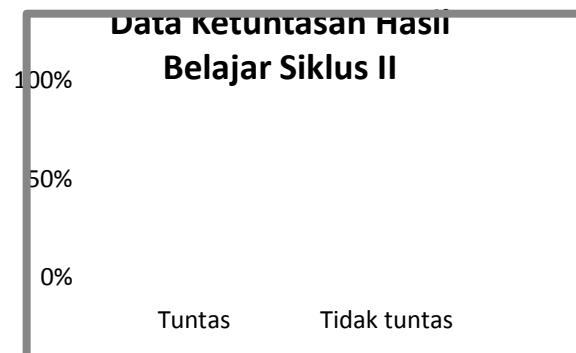 Data Ketuntasan Hasil
Belajar Siklus II
100%
50%
0%
Tuntas Tidak tuntas